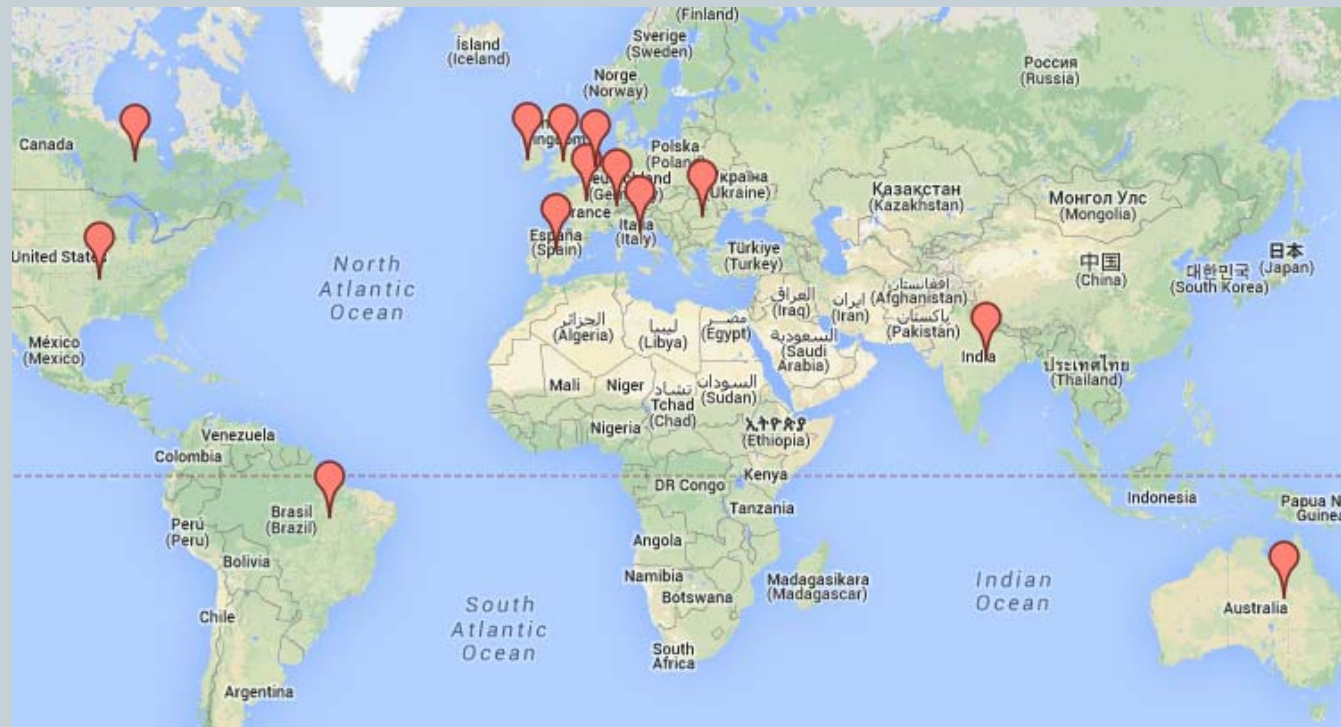 (Finland)
Ísland
(Iceland)
Sverige
(Sweden)
Norge
(Norway)
Россия
(Russia)
Canada
Polska
(Poland)
Україна
(Ukraine)
Deutschland
(Germany)
France
Italia
(Italy)
España
(Spain)
Қазақстан
(Kazakhstan)
Монгол Улс
(Mongolia)
United States
North
Atlantic
Ocean
Türkiye
(Turkey)
中国
(China)
대한민국
(South Korea)
日本
(Japan)
México
(Mexico)
الجزائر
(Algeria)
ليبيا
(Libya)
مصر
(Egypt)
العراق
(Iraq)
ایران
(Iran)
افغانستان
(Afghanistan)
پاکستان
(Pakistan)
السعودية
(Saudi
Arabia)
India
ประเทศไทย
(Thailand)
Mali
Niger
تشاد
Tchad
(Chad)
السودان
(Sudan)
Nigeria
ኢትዮጵያ
(Ethiopia)
Venezuela
Colombia
DR Congo
Kenya
Tanzania
Indonesia
Papua N
Guinea
Brasil
(Brazil)
Perú
(Peru)
Bolivia
Angola
Namibia
Botswana
Madagasikara
(Madagascar)
Indian
Ocean
Australia
Chile
South
Atlantic
Ocean
South
Africa
Argentina